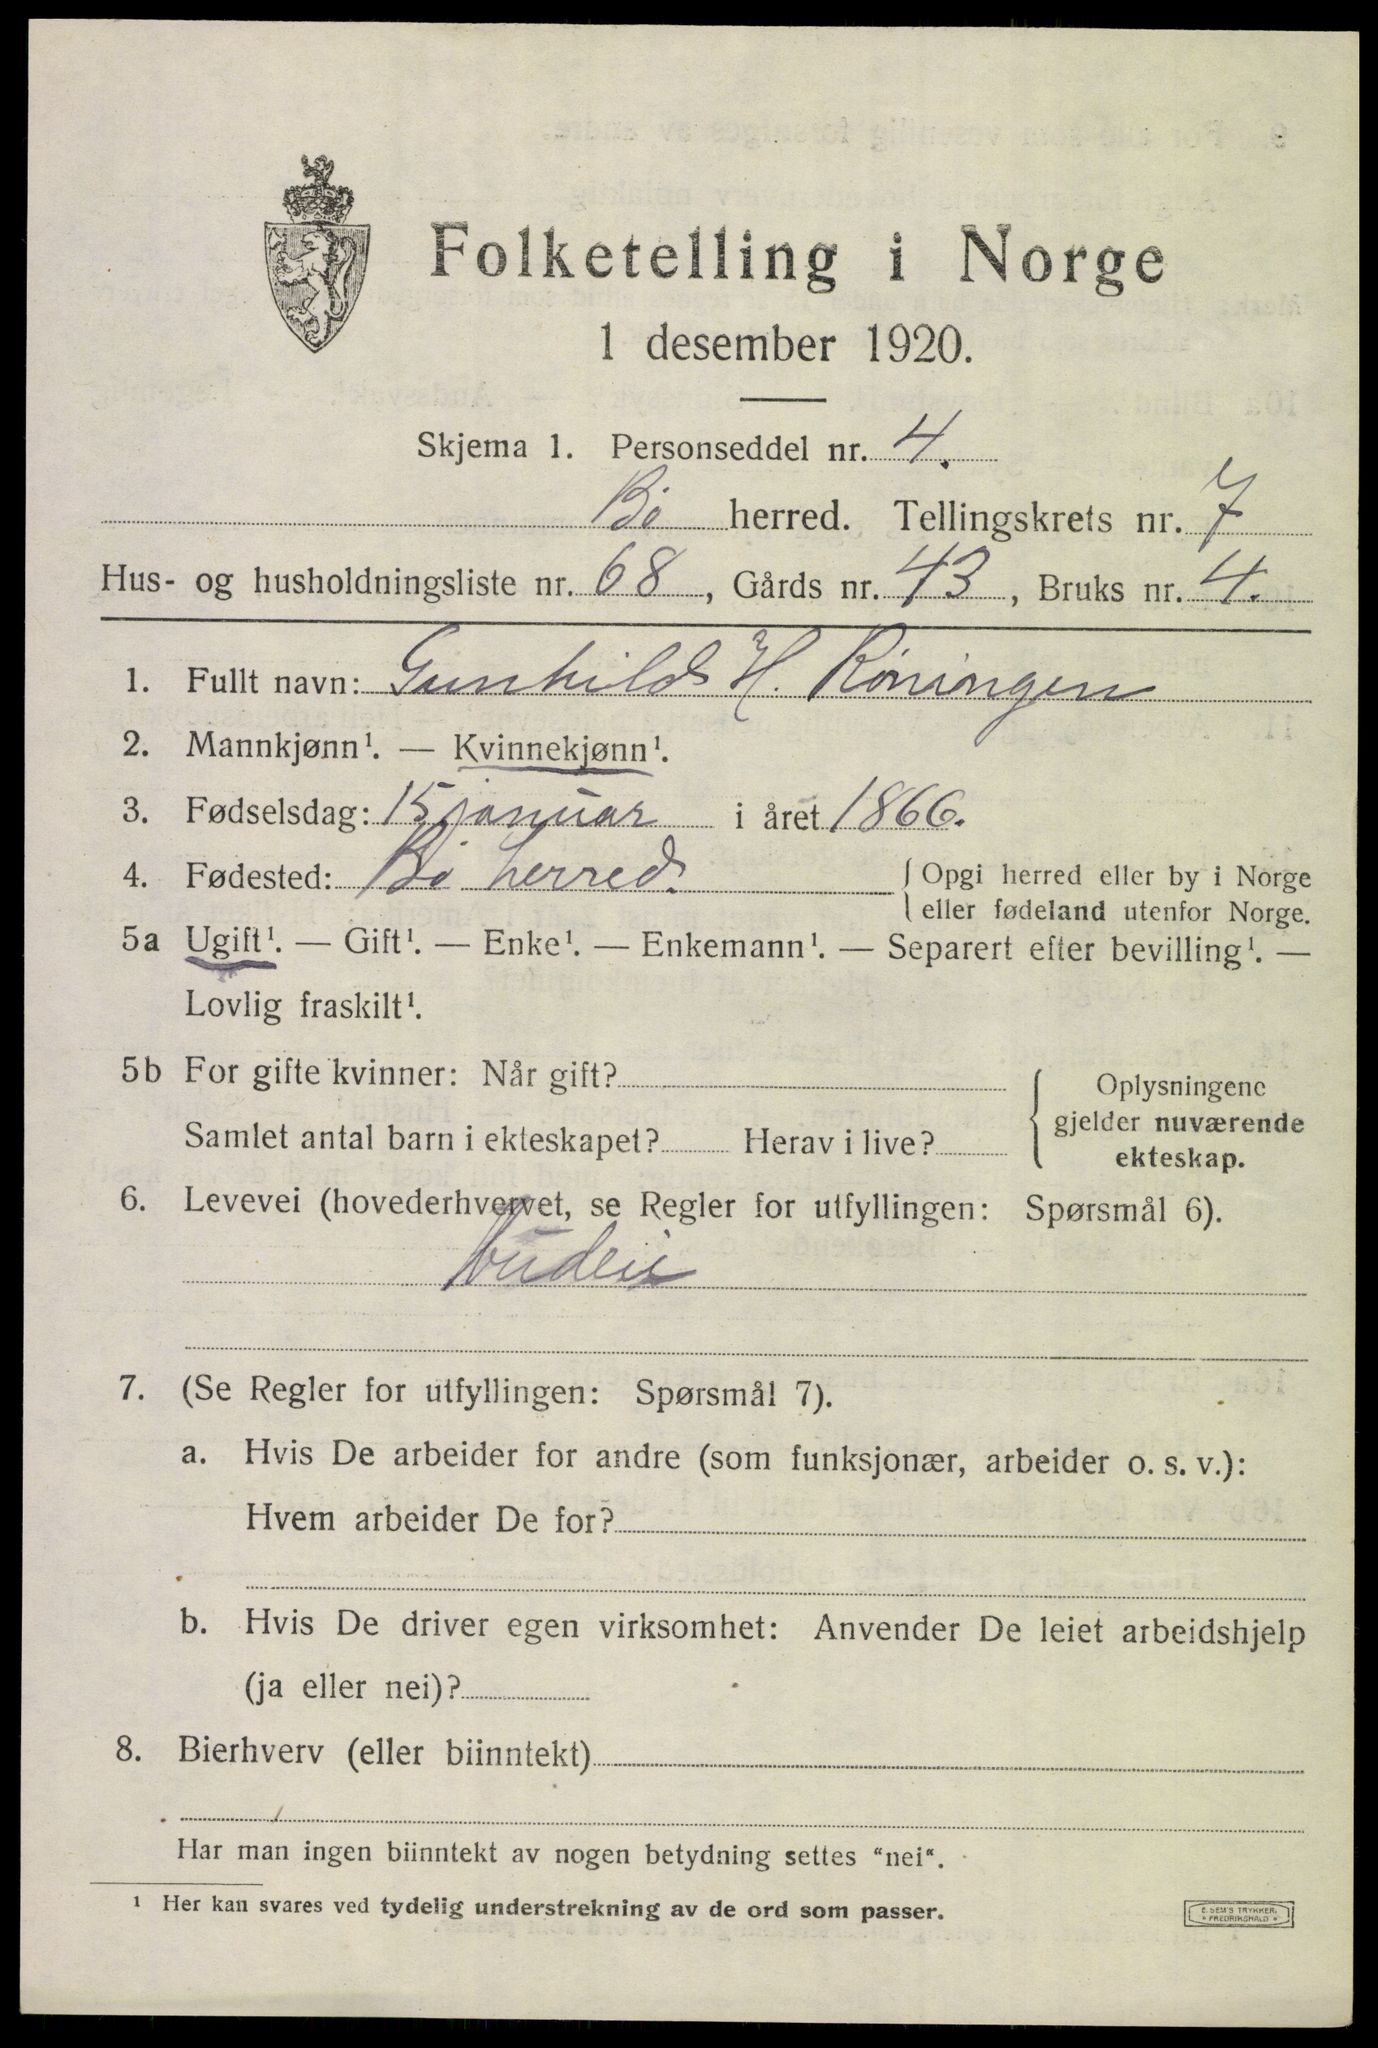 Folketelling i Norge
1 desember 1920.
Skjema 1. Personseddel nr. 4.
Bø herred. Tellingskrets nr. 7
Hus- og husholdningsliste nr. 68, Gårds nr. 43, Bruks nr. 4.
1. Fullt navn: Gunhild H. Röningen
2. Mannkjønn¹. — Kvinnekjønn¹.
3. Fødselsdag: 15 januar i året 1866.
4. Fødested: Bø herred.
{ Opgi herred eller by i Norge
eller fødeland utenfor Norge.
5a Ugift¹. — Gift¹. — Enke¹. — Enkemann¹. — Separert efter bevilling¹. —
Lovlig fraskilt¹.
5b For gifte kvinner: Når gift?
Samlet antal barn i ekteskapet? Herav i live?
{ Oplysningene
gjelder nuværende
ekteskap.
6. Levevei (hovederhvervet, se Regler for utfyllingen: Spørsmål 6).
7. (Se Regler for utfyllingen: Spørsmål 7).
a. Hvis De arbeider for andre (som funksjonær, arbeider o. s. v.):
Hvem arbeider De for?
b. Hvis De driver egen virksomhet: Anvender De leiet arbeidshjelp
(ja eller nei)?
8. Bierhverv (eller biinntekt)
Har man ingen biinntekt av nogen betydning settes "nei".
¹ Her kan svares ved tydelig understrekning av de ord som passer.
E. SEM'S TRYKKERI
FREDRIKSHALD